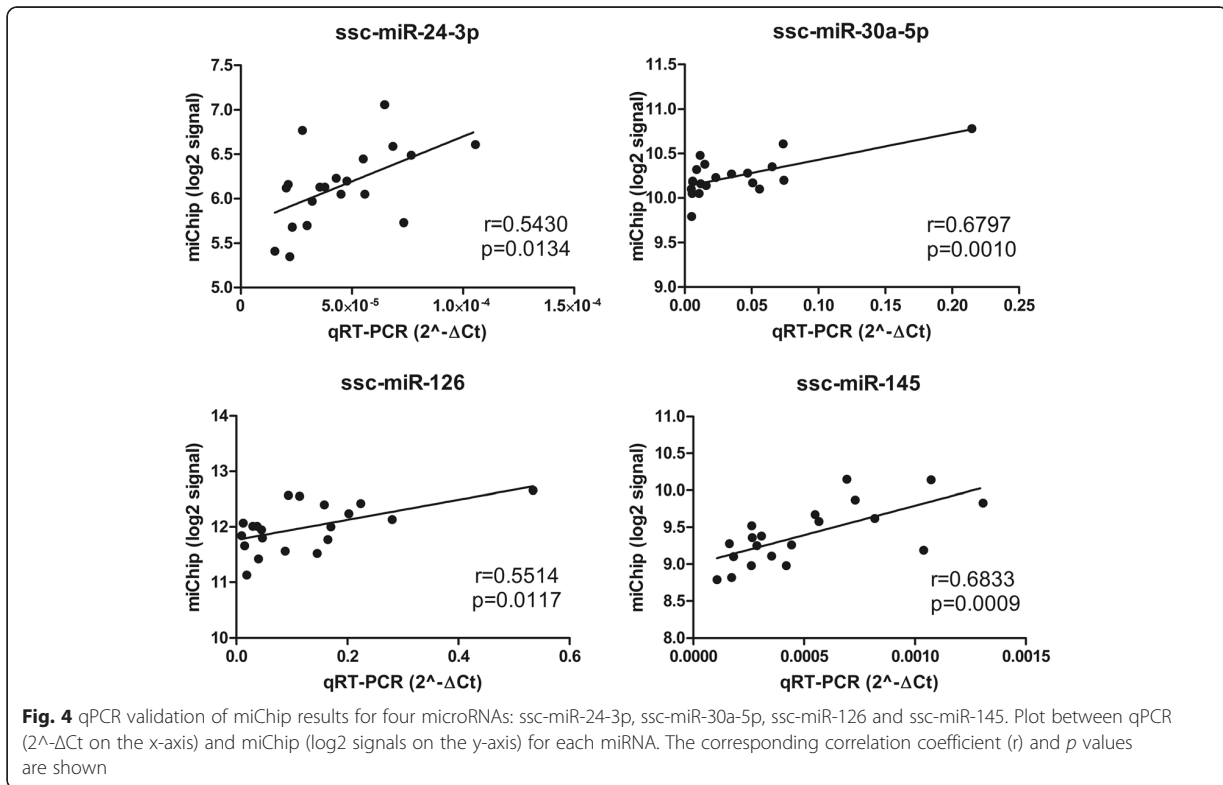 ssc-miR-24-3p
miChip (log2 signal)
7.5
7.0
6.5
6.0
5.5
5.0
0
5.0×10-5
1.0×10-4
1.5×10-4
r=0.5430
p=0.0134
qRT-PCR (2^-ΔCt)
ssc-miR-30a-5p
miChip (log2 signal)
11.5
11.0
10.5
10.0
9.5
9.0
0.00
0.05
0.10
0.15
0.20
0.25
r=0.6797
p=0.0010
qRT-PCR (2^-ΔCt)
ssc-miR-126
miChip (log2 signal)
14
13
12
11
10
0.0
0.2
0.4
0.6
r=0.5514
p=0.0117
qRT-PCR (2^-ΔCt)
ssc-miR-145
miChip (log2 signal)
11.0
10.5
10.0
9.5
9.0
8.5
8.0
0.0000
0.0005
0.0010
0.0015
r=0.6833
p=0.0009
qRT-PCR (2^-ΔCt)
Fig. 4 qPCR validation of miChip results for four microRNAs: ssc-miR-24-3p, ssc-miR-30a-5p, ssc-miR-126 and ssc-miR-145. Plot between qPCR
(2^-ΔCt on the x-axis) and miChip (log2 signals on the y-axis) for each miRNA. The corresponding correlation coefficient (r) and p values
are shown